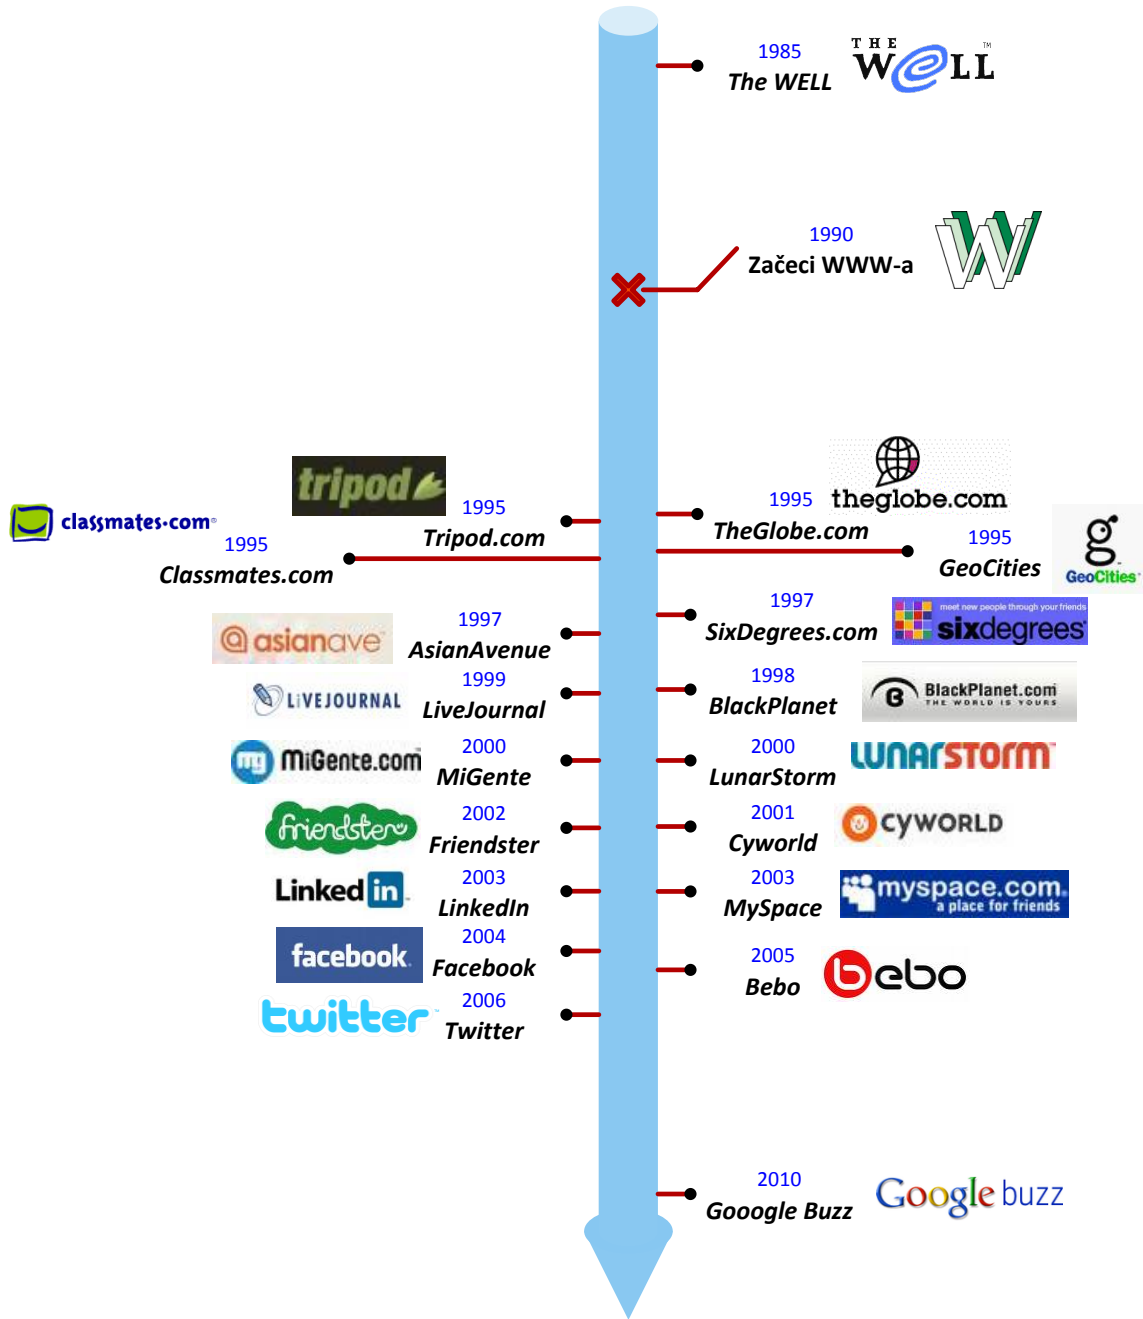 THE
WELL
TM
1985
The WELL
1990
Začeci WWW-a
W
tripod
1995
Tripod.com
theglobe.com
1995
TheGlobe.com
classmates.com®
1995
Classmates.com
1995
GeoCities
g
GeoCities
asianave
1997
AsianAvenue
1997
SixDegrees.com
meet new people through your friends
sixdegrees
LiVEJOURNAL
1999
LiveJournal
1998
BlackPlanet
B
BlackPlanet.com
THE WORLD IS YOURS
mg
MiGente.com
2000
MiGente
2000
LunarStorm
LUNARSTORM
friendster
2002
Friendster
2001
Cyworld
CYWORLD
Linked in
2003
LinkedIn
2003
MySpace
myspace.com
a place for friends
facebook
2004
Facebook
2005
Bebo
bebo
twitter
2006
Twitter
2010
Gooogle Buzz
Google buzz